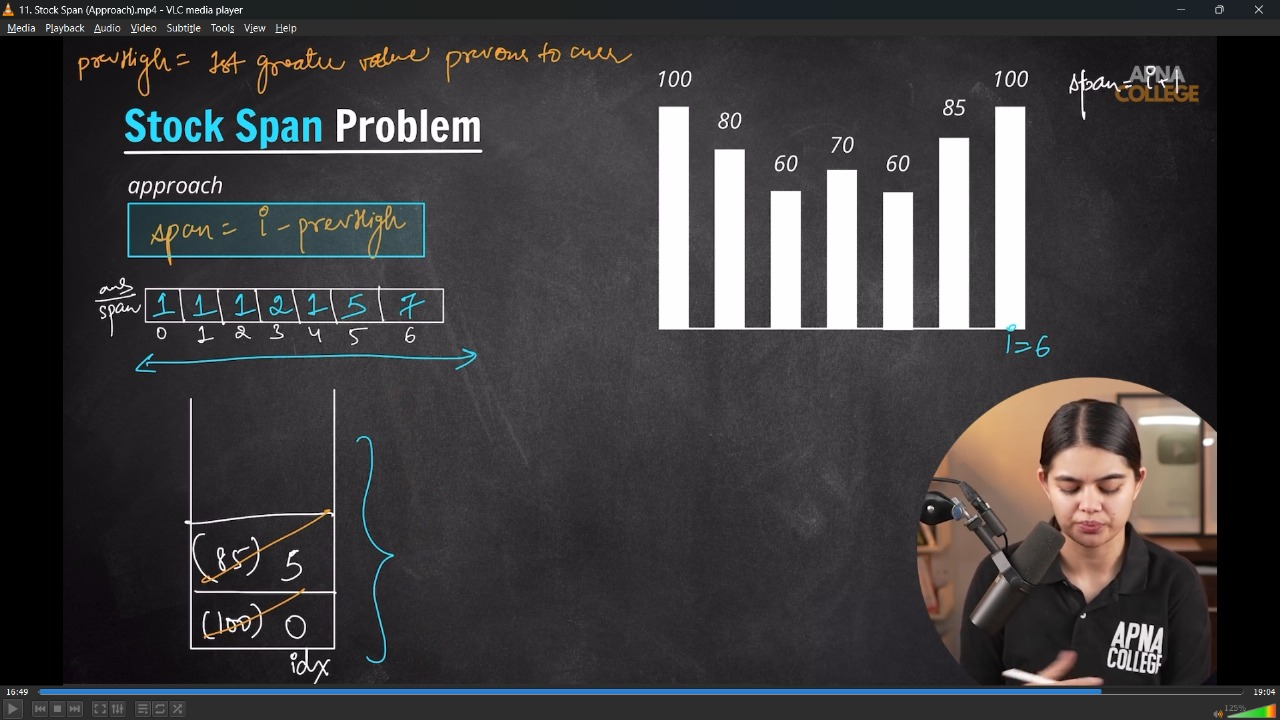 11. Stock Span (Approach).mp4 - VLC media player
Media Playback Audio Video Subtitle Tools View Help
prevHigh = 1st greater value previous to curr
span = i+1
APNA
COLLEGE
Stock Span Problem
approach
span = i - prevHigh
ans
span
1 1 1 2 1 5 7
0 1 2 3 4 5 6
100 80 60 70 60 85 100
i=6
(85) 5
(100) 0
idx
APNA
COLLEGE
16:49
19:04
125%